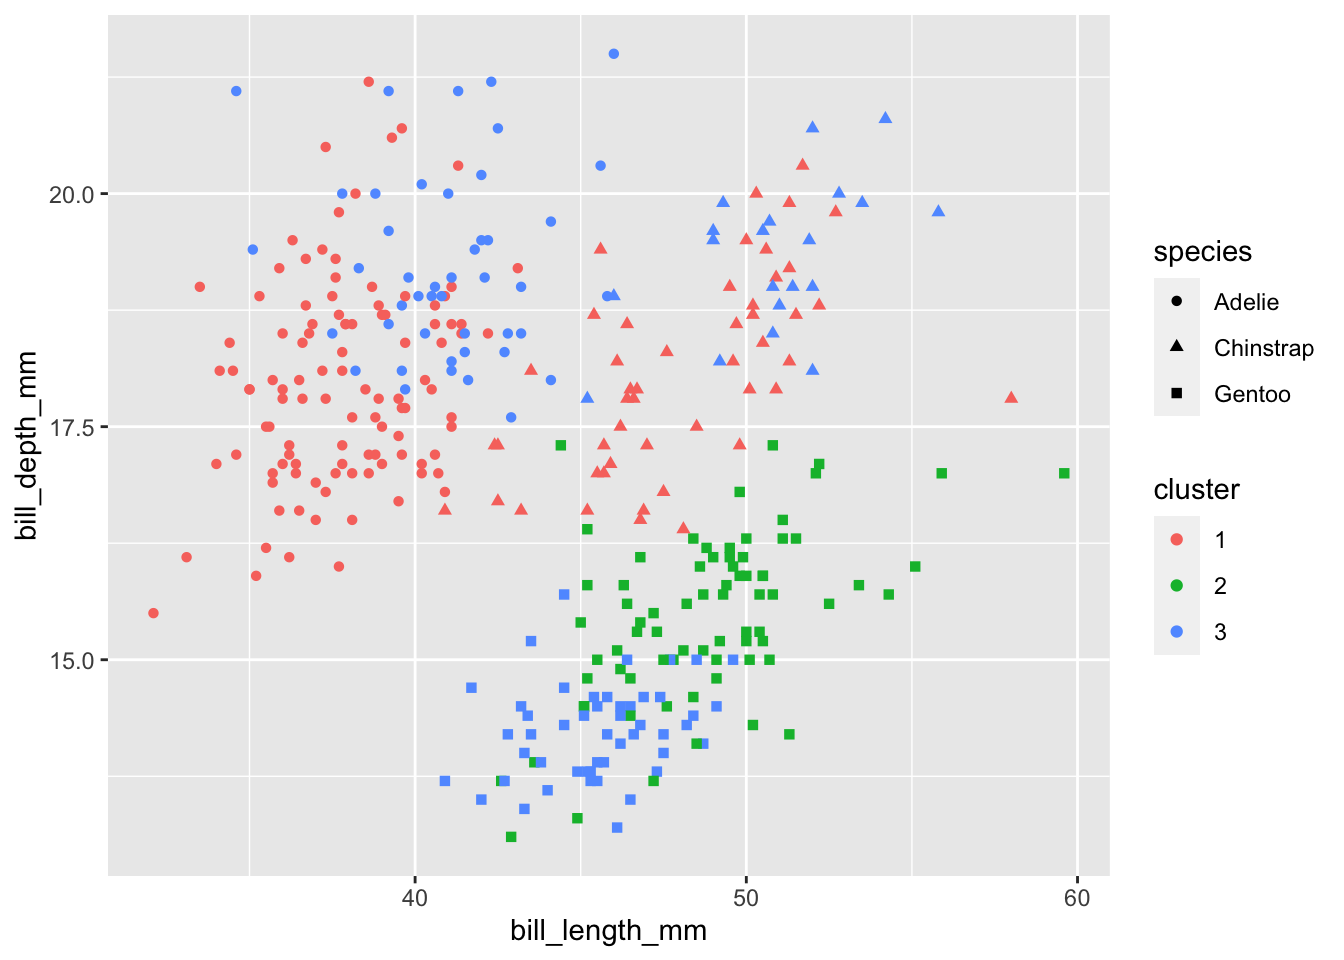 bill_depth_mm
20.0
17.5
15.0
40
50
60
bill_length_mm
species
Adelie
Chinstrap
Gentoo
cluster
1
2
3